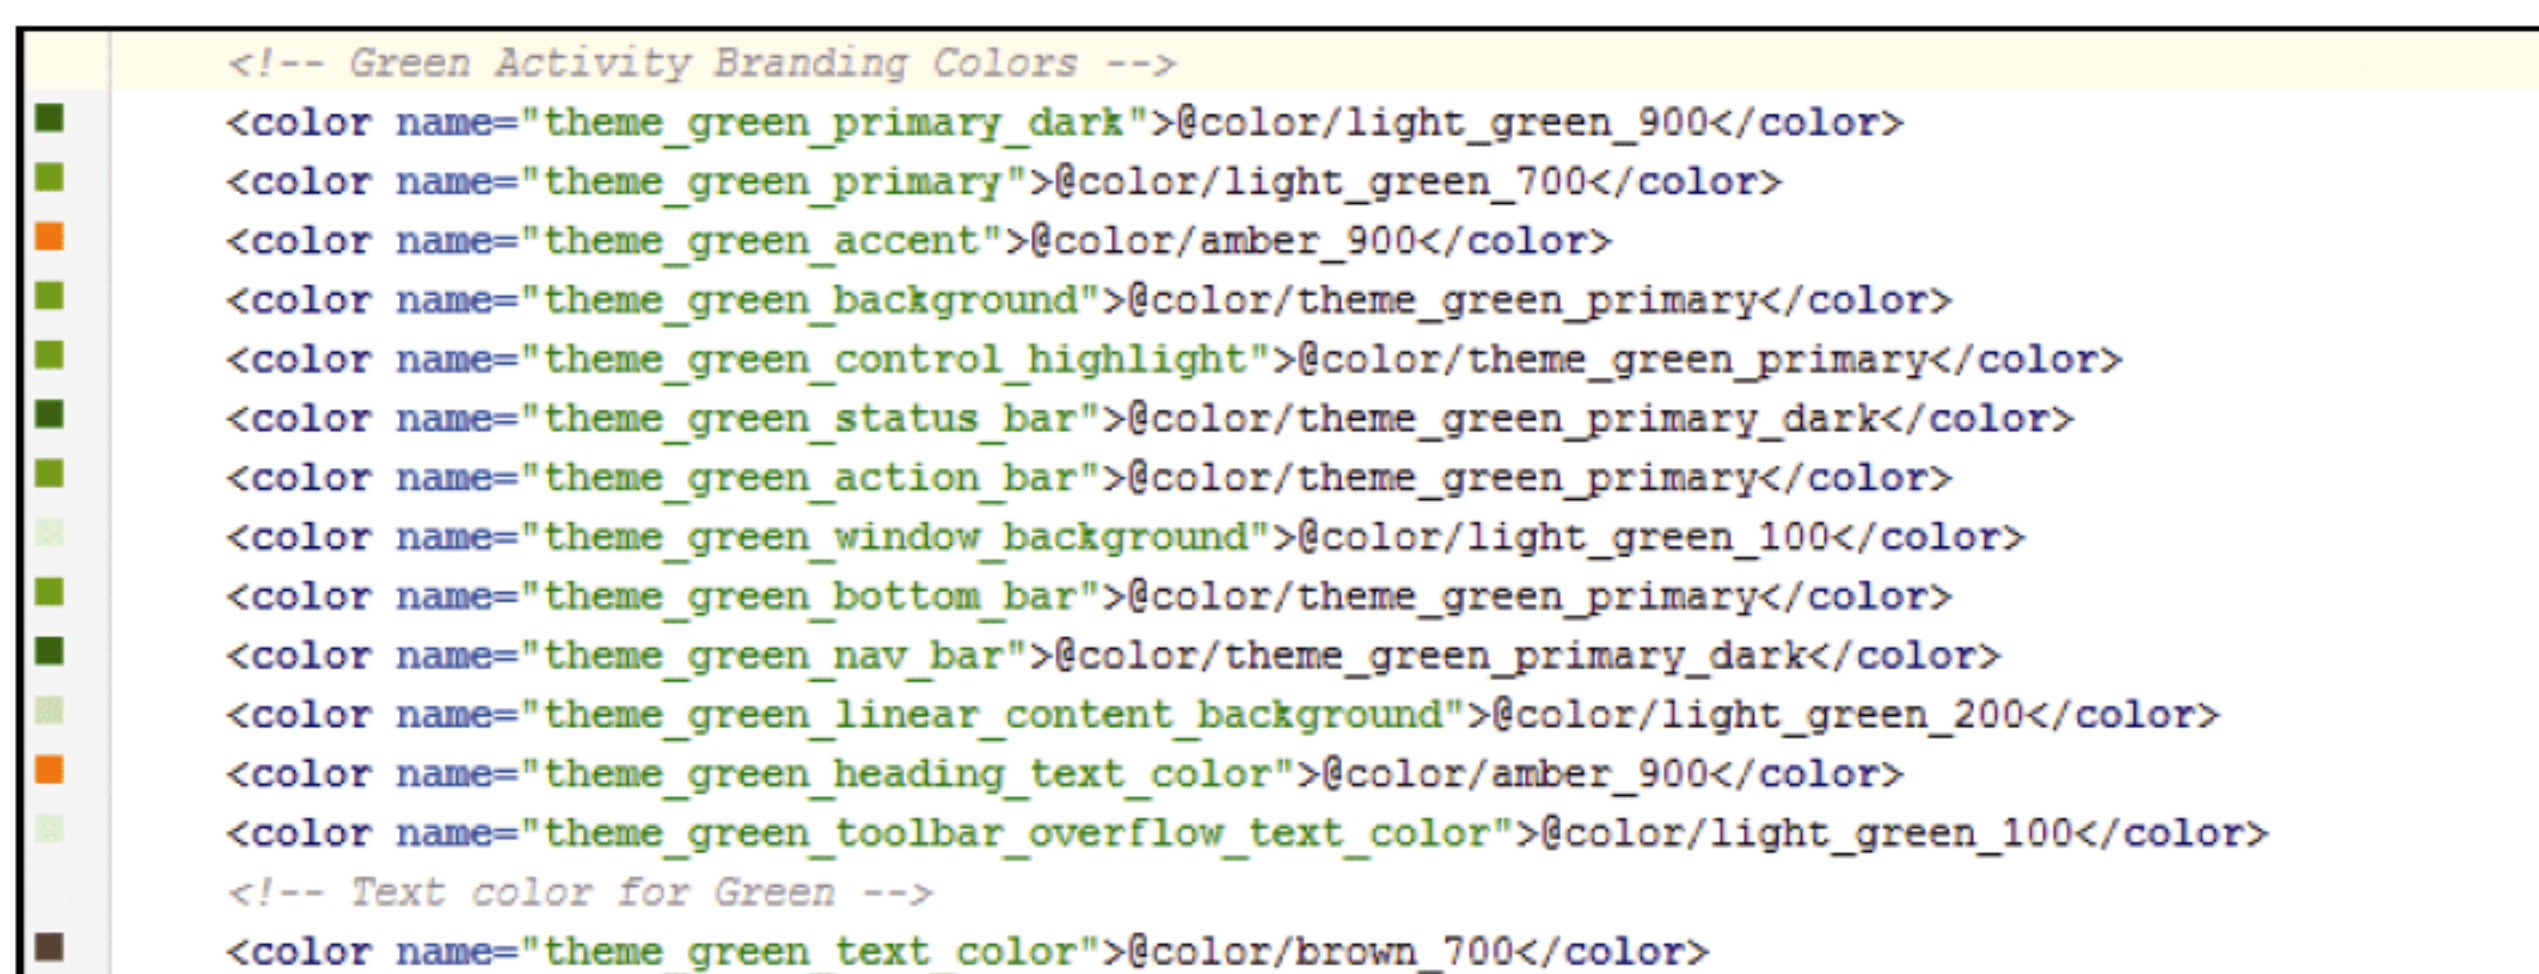 <!-- Green Activity Branding Colors -->
<color name="theme_green_primary_dark">@color/light_green_900</color>
<color name="theme_green_primary">@color/light_green_700</color>
<color name="theme_green_accent">@color/amber_900</color>
<color name="theme_green_background">@color/theme_green_primary</color>
<color name="theme_green_control_highlight">@color/theme_green_primary</color>
<color name="theme_green_status_bar">@color/theme_green_primary_dark</color>
<color name="theme_green_action_bar">@color/theme_green_primary</color>
<color name="theme_green_window_background">@color/light_green_100</color>
<color name="theme_green_bottom_bar">@color/theme_green_primary</color>
<color name="theme_green_nav_bar">@color/theme_green_primary_dark</color>
<color name="theme_green_linear_content_background">@color/light_green_200</color>
<color name="theme_green_heading_text_color">@color/amber_900</color>
<color name="theme_green_toolbar_overflow_text_color">@color/light_green_100</color>
<!-- Text color for Green -->
<color name="theme_green_text_color">@color/brown_700</color>